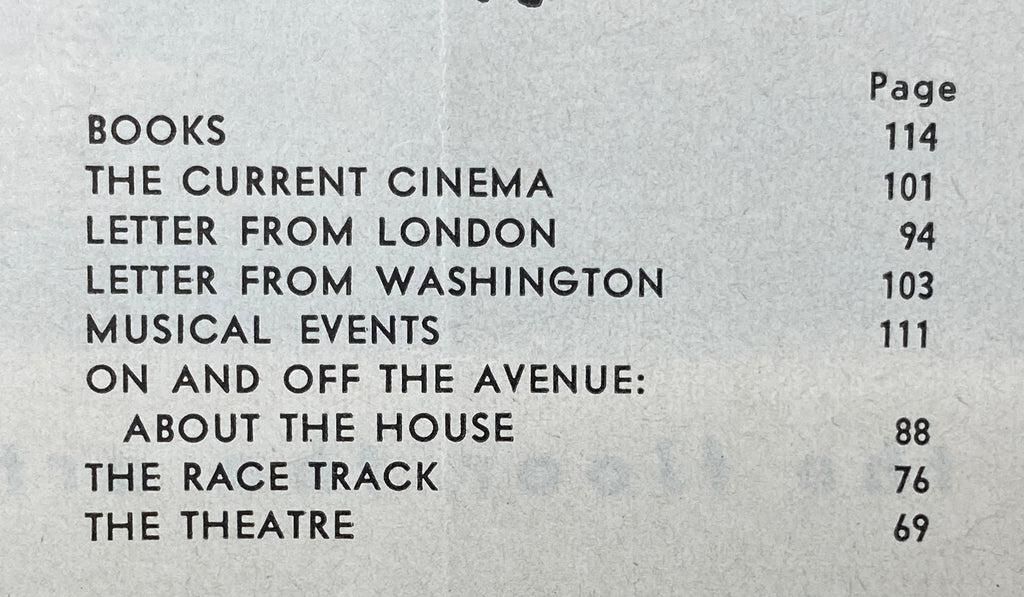 Page
BOOKS 114
THE CURRENT CINEMA 101
LETTER FROM LONDON 94
LETTER FROM WASHINGTON 103
MUSICAL EVENTS 111
ON AND OFF THE AVENUE:
ABOUT THE HOUSE 88
THE RACE TRACK 76
THE THEATRE 69